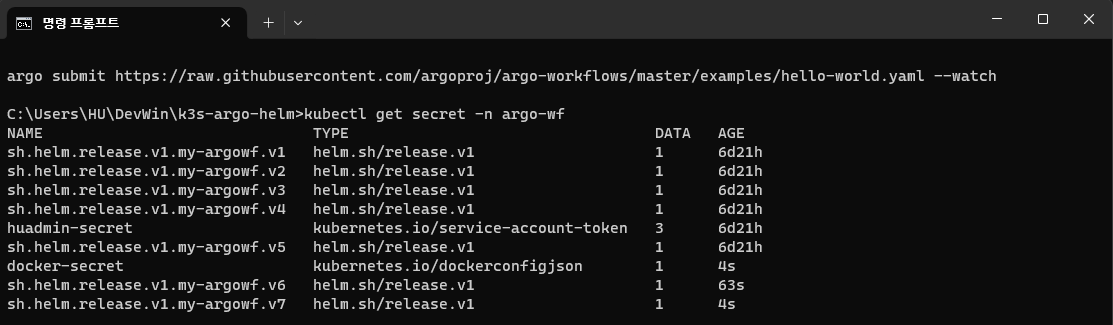 명령 프롬프트
argo submit https://raw.githubusercontent.com/argoproj/argo-workflows/master/examples/hello-world.yaml --watch
C:\Users\HU\DevWin\k3s-argo-helm>kubectl get secret -n argo-wf
NAME                              TYPE                                  DATA   AGE
sh.helm.release.v1.my-argowf.v1   helm.sh/release.v1                    1      6d21h
sh.helm.release.v1.my-argowf.v2   helm.sh/release.v1                    1      6d21h
sh.helm.release.v1.my-argowf.v3   helm.sh/release.v1                    1      6d21h
sh.helm.release.v1.my-argowf.v4   helm.sh/release.v1                    1      6d21h
huadmin-secret                    kubernetes.io/service-account-token   3      6d21h
sh.helm.release.v1.my-argowf.v5   helm.sh/release.v1                    1      6d21h
docker-secret                     kubernetes.io/dockerconfigjson        1      4s
sh.helm.release.v1.my-argowf.v6   helm.sh/release.v1                    1      63s
sh.helm.release.v1.my-argowf.v7   helm.sh/release.v1                    1      4s